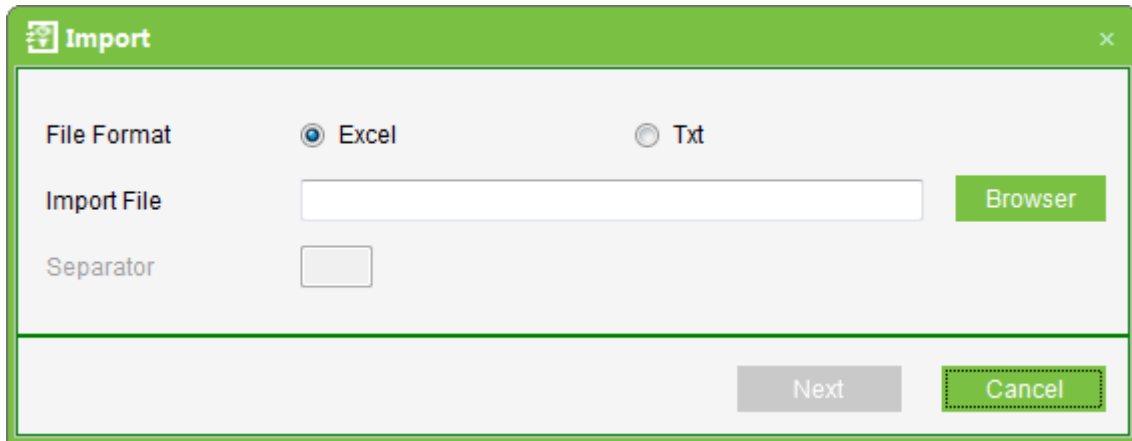 Import
File Format Excel Txt
Import File Browser
Separator
Next Cancel